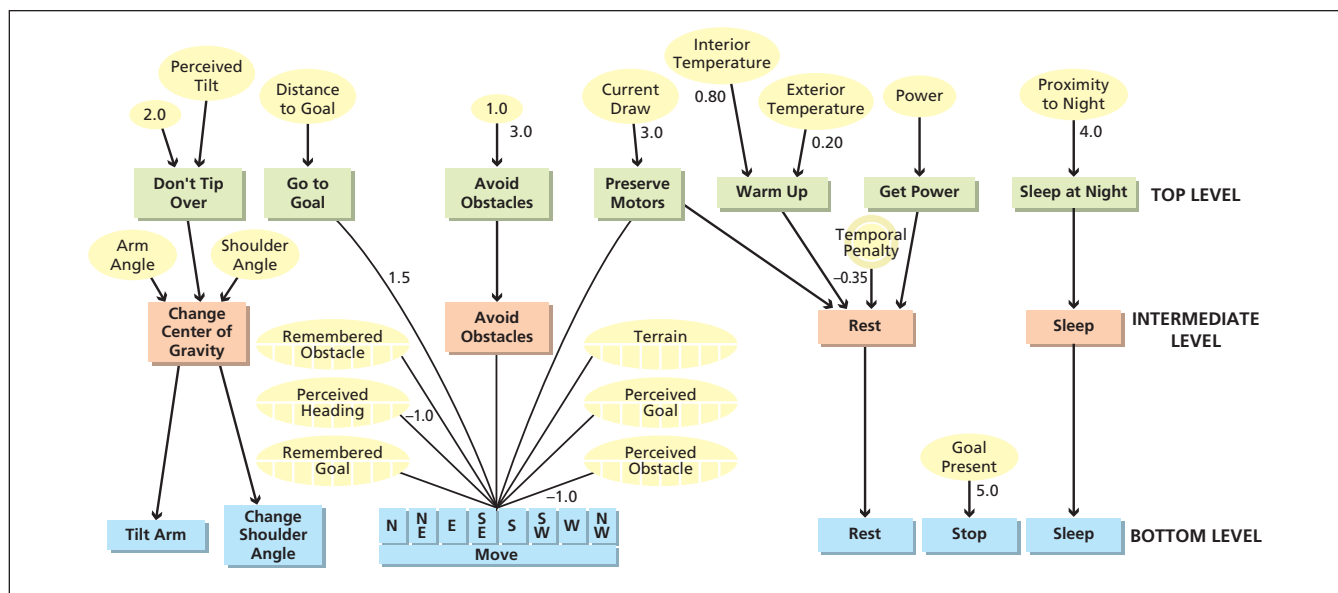 Perceived
Tilt
2.0
Distance
to Goal
1.0
3.0
Current
Draw
3.0
Interior
Temperature
0.80
Exterior
Temperature
0.20
Power
Proximity
to Night
4.0
Don't Tip
Over
Go to
Goal
Avoid
Obstacles
Preserve
Motors
Warm Up
Get Power
Sleep at Night
TOP LEVEL
Arm
Angle
Shoulder
Angle
1.5
Temporal
Penalty
–0.35
Change
Center of
Gravity
Avoid
Obstacles
Rest
Sleep
INTERMEDIATE
LEVEL
Remembered
Obstacle
Terrain
Perceived
Heading
–1.0
Perceived
Goal
Remembered
Goal
Perceived
Obstacle
–1.0
Goal
Present
5.0
Tilt Arm
Change
Shoulder
Angle
N NE E SE S SW W NW
Move
Rest
Stop
Sleep
BOTTOM LEVEL